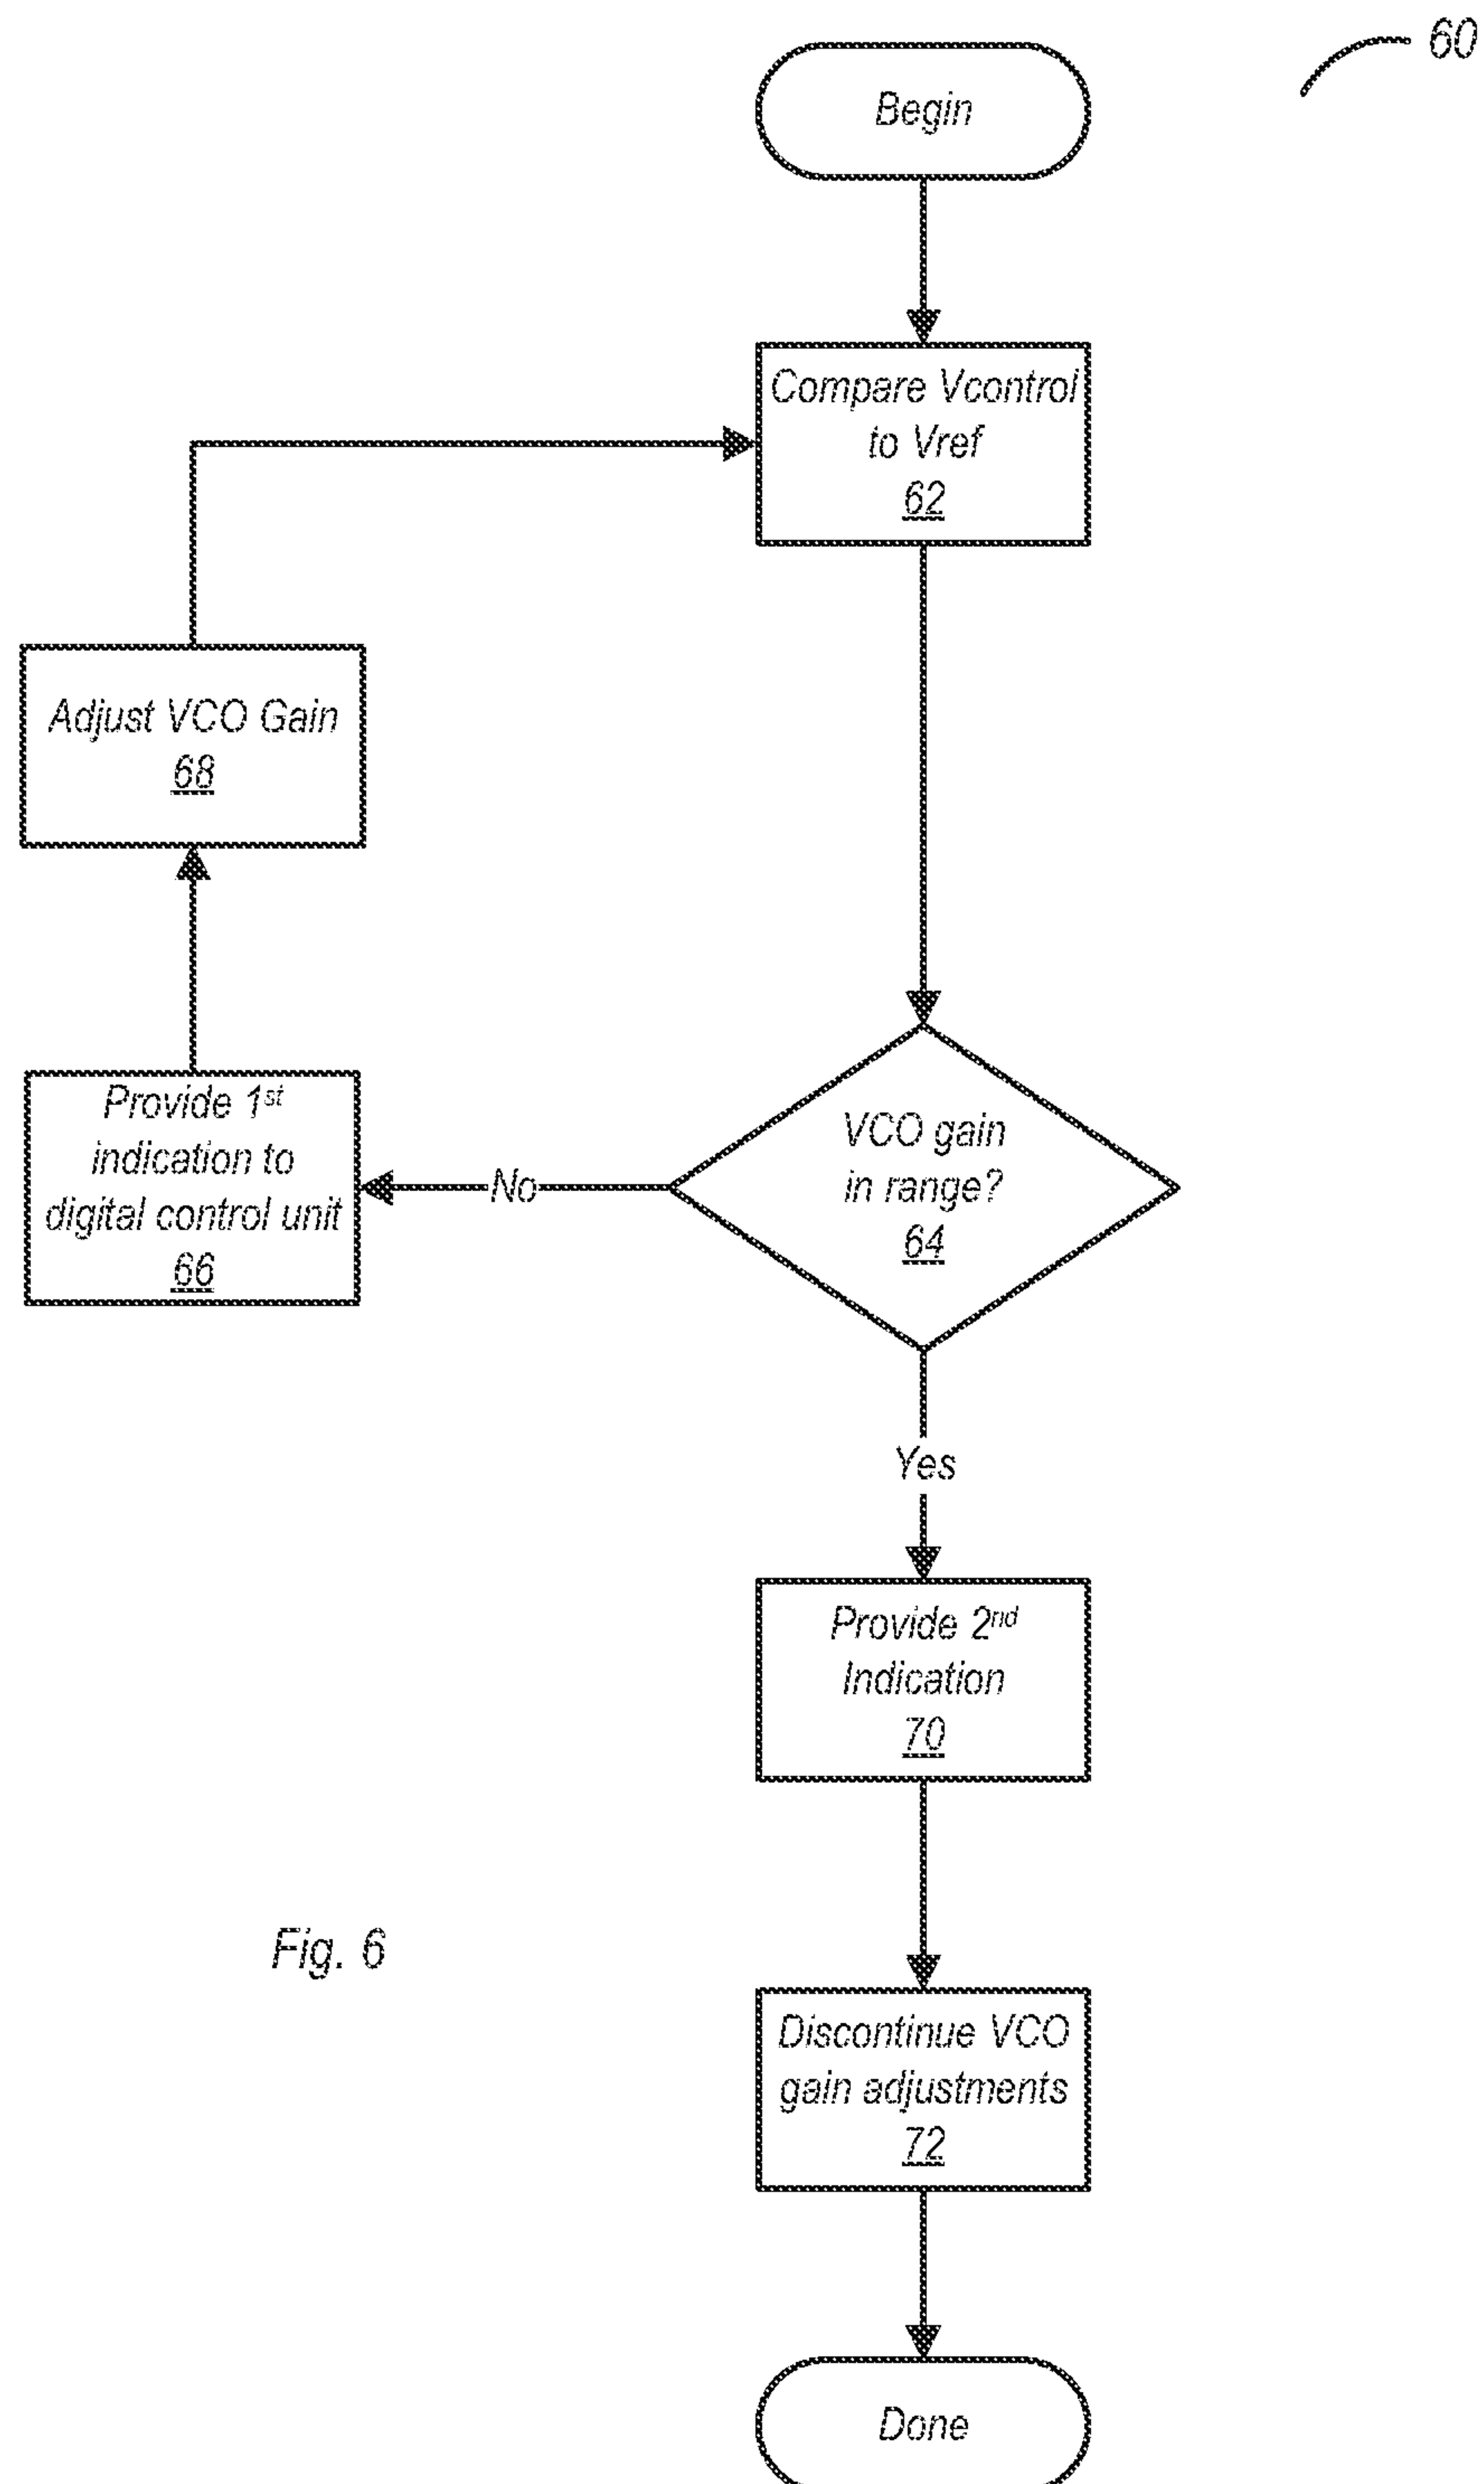 60
Begin
Compare Vcontrol
to Vref
62
Adjust VCO Gain
68
Provide 1st
indication to
digital control unit
66
No
VCO gain
in range?
64
Yes
Provide 2nd
Indication
70
Fig. 6
Discontinue VCO
gain adjustments
72
Done